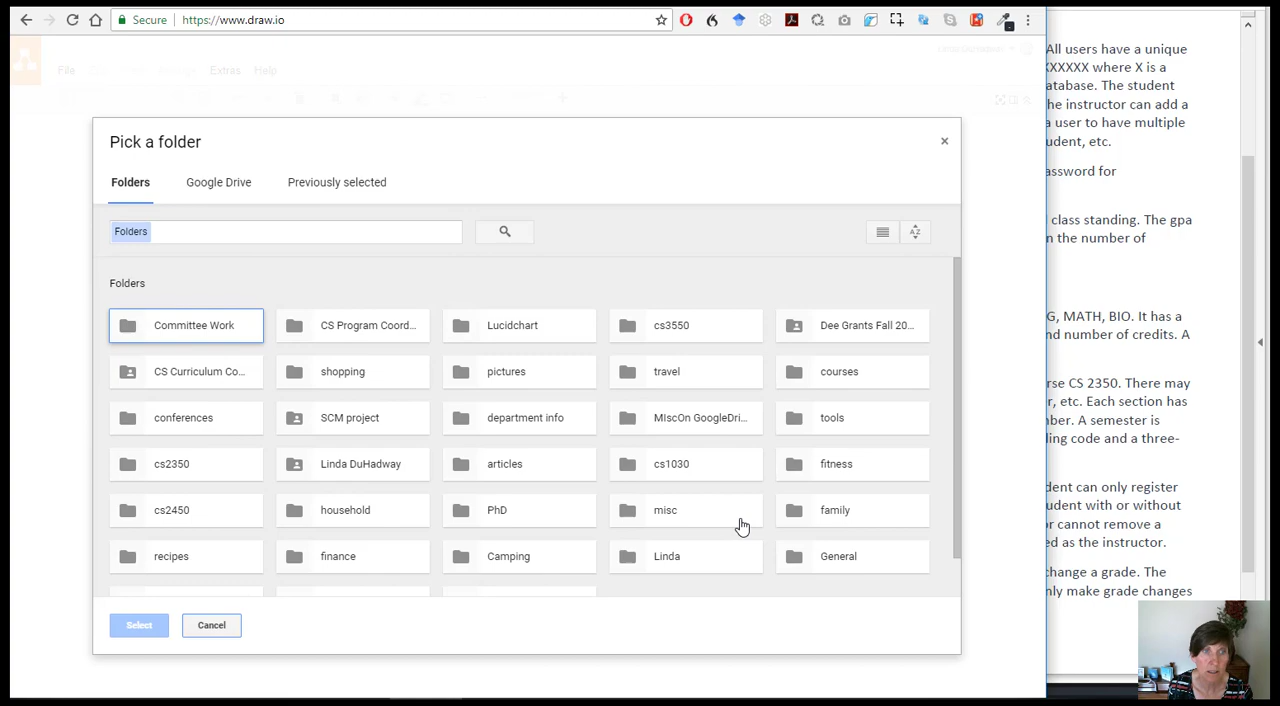 Secure https://www.draw.io
File Extras Help
Pick a folder
Folders Google Drive Previously selected
Folders
Folders
Committee Work CS Program Coord... Lucidchart cs3550 Dee Grants Fall 20...
CS Curriculum Co... shopping pictures travel courses
conferences SCM project department info MIscOn GoogleDri... tools
cs2350 Linda DuHadway articles cs1030 fitness
cs2450 household PhD misc family
recipes finance Camping Linda General
Select Cancel
All users have a unique
XXXXXX where X is a
atabase. The student
he instructor can add a
a user to have multiple
udent, etc.
assword for
l class standing. The gpa
n the number of
G, MATH, BIO. It has a
nd number of credits. A
rse CS 2350. There may
r, etc. Each section has
mber. A semester is
ling code and a three-
dent can only register
udent with or without
or cannot remove a
ed as the instructor.
change a grade. The
nly make grade changes